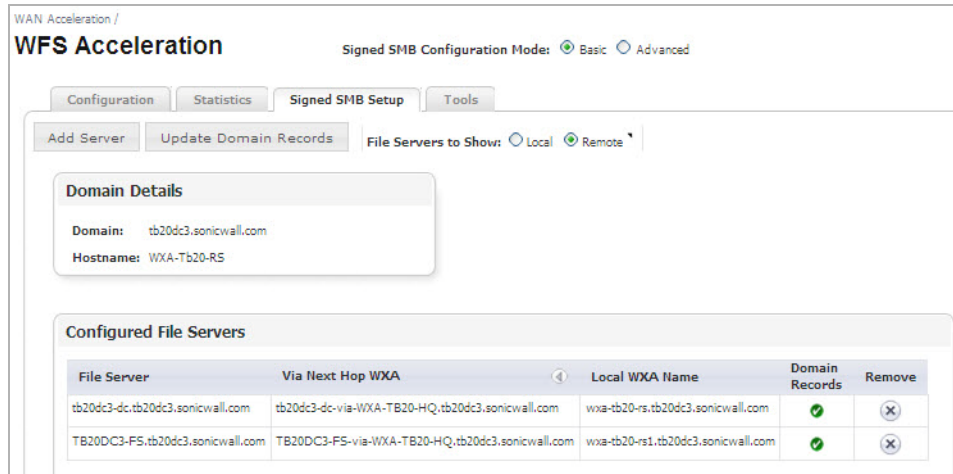 WAN Acceleration /
WFS Acceleration
Signed SMB Configuration Mode: Basic Advanced
Configuration Statistics Signed SMB Setup Tools
Add Server Update Domain Records File Servers to Show: Local Remote
Domain Details
Domain: tb20dc3.sonicwall.com
Hostname: WXA-Tb20-RS
Configured File Servers
File Server Via Next Hop WXA Local WXA Name Domain Records Remove
tb20dc3-dc.tb20dc3.sonicwall.com tb20dc3-dc-via-WXA-TB20-HQ.tb20dc3.sonicwall.com wxa-tb20-rs.tb20dc3.sonicwall.com
TB20DC3-FS.tb20dc3.sonicwall.com TB20DC3-FS-via-WXA-TB20-HQ.tb20dc3.sonicwall.com wxa-tb20-rs1.tb20dc3.sonicwall.com